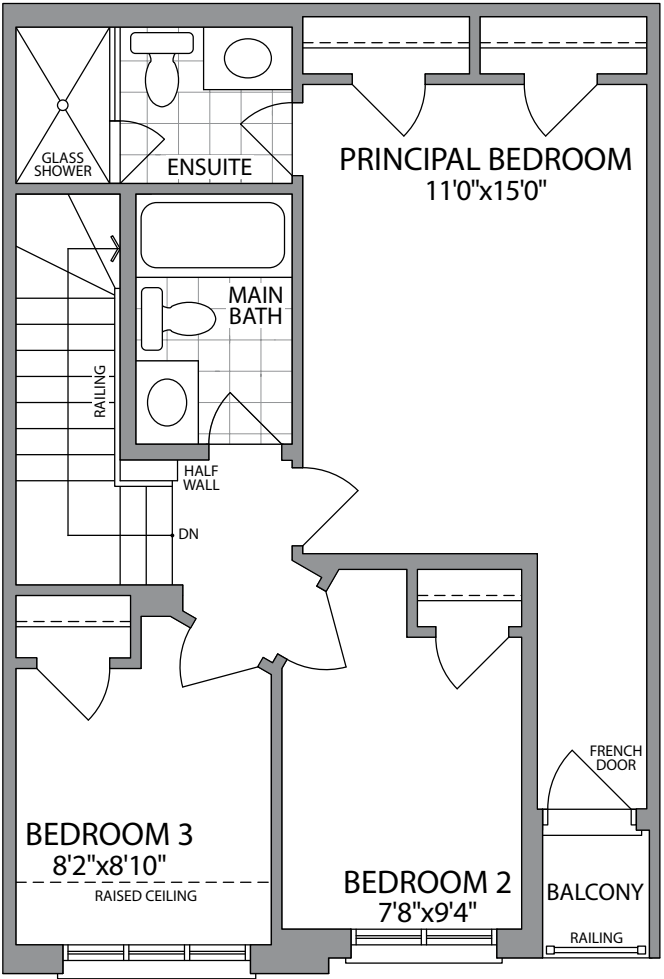 GLASS
SHOWER
ENSUITE
PRINCIPAL BEDROOM
11'0"x15'0"
MAIN
BATH
RAILING
HALF
WALL
DN
FRENCH
DOOR
BEDROOM 3
8'2"x8'10"
RAISED CEILING
BEDROOM 2
7'8"x9'4"
BALCONY
RAILING